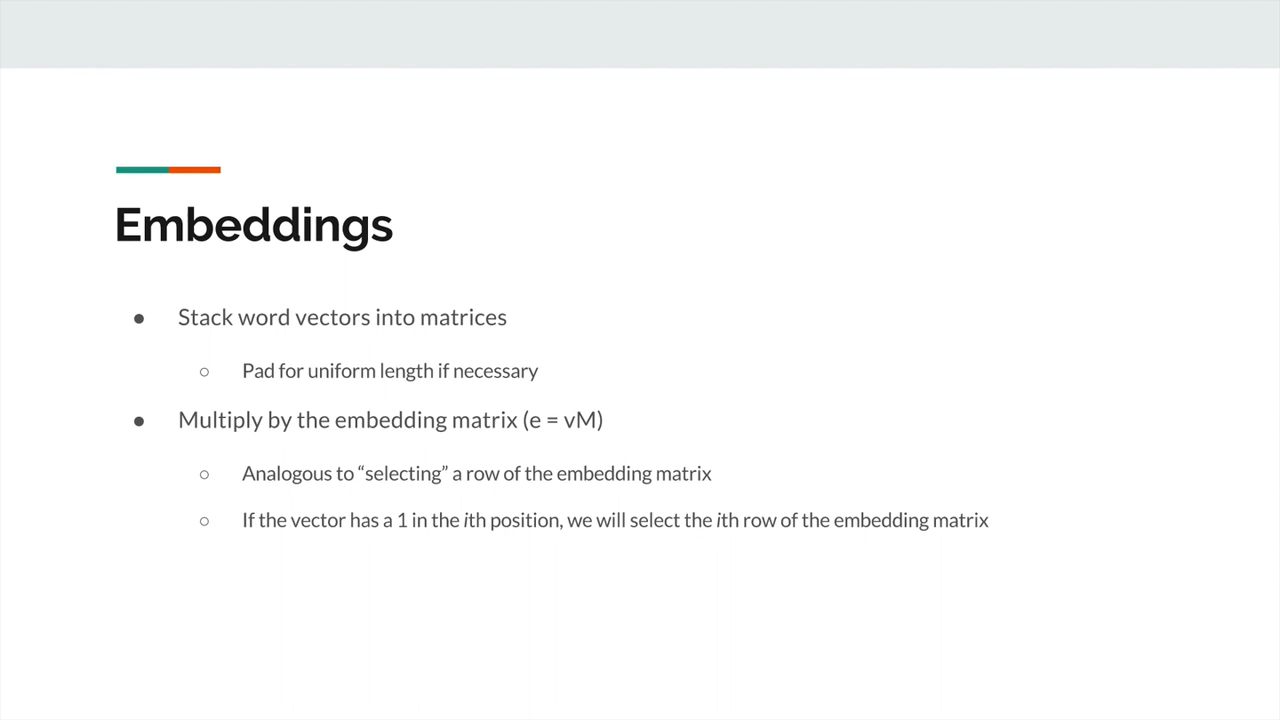 Embeddings
● Stack word vectors into matrices
○ Pad for uniform length if necessary
● Multiply by the embedding matrix (e = vM)
○ Analogous to “selecting” a row of the embedding matrix
○ If the vector has a 1 in the ith position, we will select the ith row of the embedding matrix